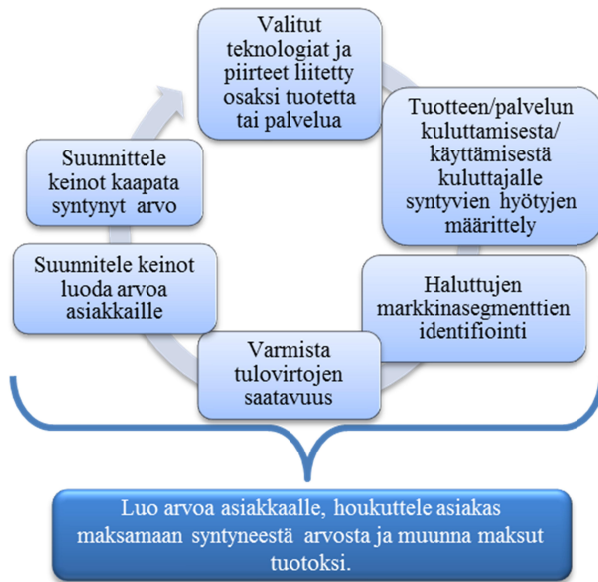 Valitut
teknologiat ja
piirteet liitetty
osaksi tuotetta
tai palvelua
Tuotteen/palvelun
kuluttamisesta/
käyttämisestä
kuluttajalle
syntyvien hyötyjen
määrittely
Haluttujen
markkinasegmenttien
identifiointi
Varmista
tulovirtojen
saatavuus
Suunnitele keinot
luoda arvoa
asiakkaille
Suunnittele
keinot kaapata
syntynyt arvo
Luo arvoa asiakkaalle, houkuttele asiakas
maksamaan syntyneestä arvosta ja muunna maksut
tuotoksi.